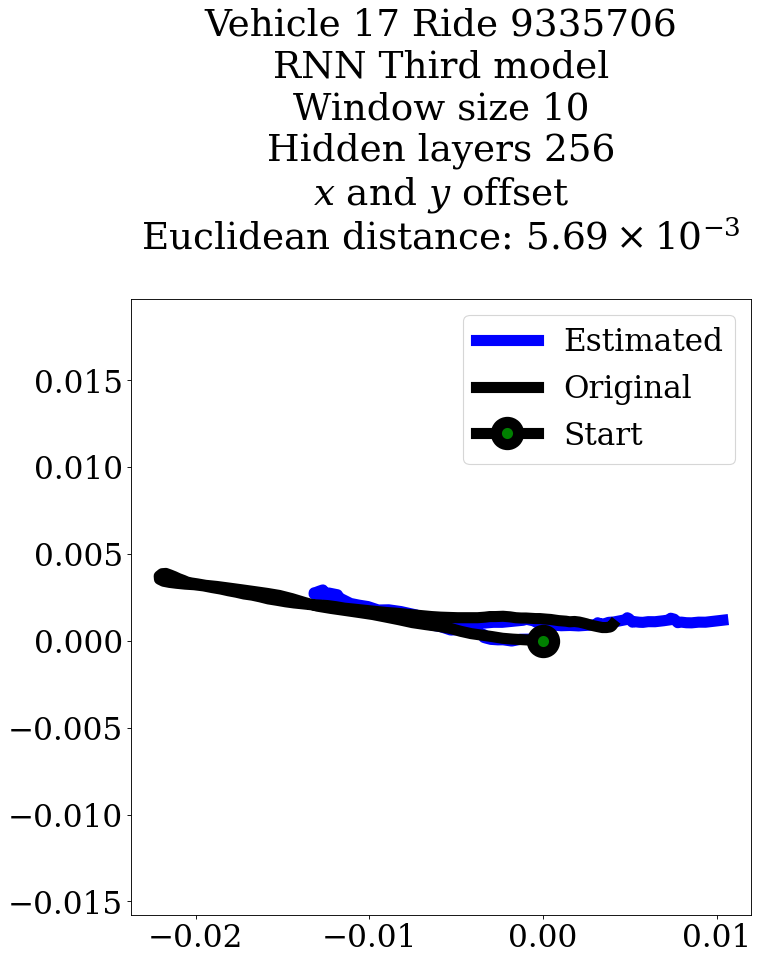 Vehicle 17 Ride 9335706
RNN Third model
Window size 10
Hidden layers 256
x and y offset
Euclidean distance: 5.69 × 10⁻³
Estimated
Original
Start
0.015
0.010
0.005
0.000
−0.005
−0.010
−0.015
−0.02 −0.01 0.00 0.01